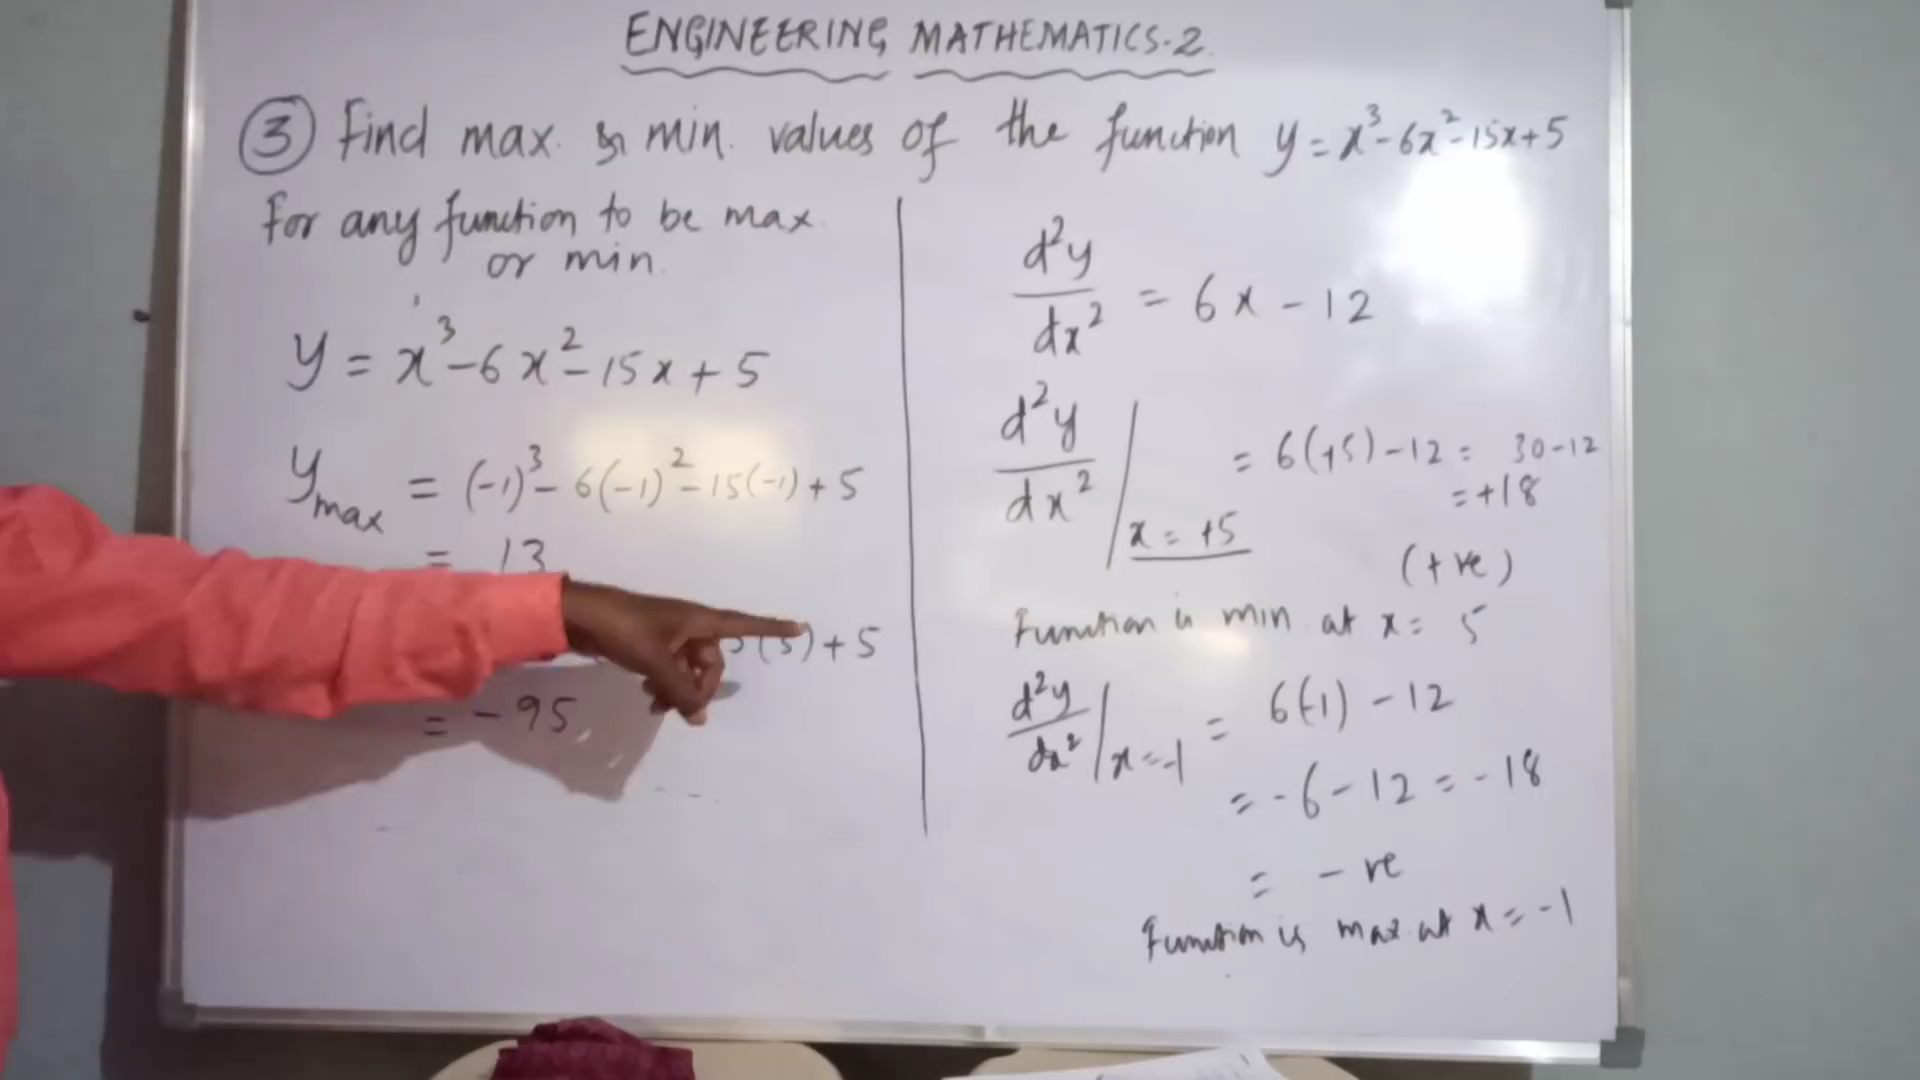 ENGINEERING MATHEMATICS-2
③ Find max. & min. values of the function y = x³-6x²-15x+5
For any function to be max.
or min.
y = x³-6x²-15x+5
y max = (-1)³-6(-1)²-15(-1)+5
= 13
5(5)+5
= -95
d²y/dx² = 6x-12
d²y/dx² / x=+5 = 6(+5)-12 = 30-12
= +18
(+ve)
Function is min at x= 5
d²y/dx² / x=-1 = 6(-1)-12
= -6-12 = -18
= -ve
Function is max. at x=-1